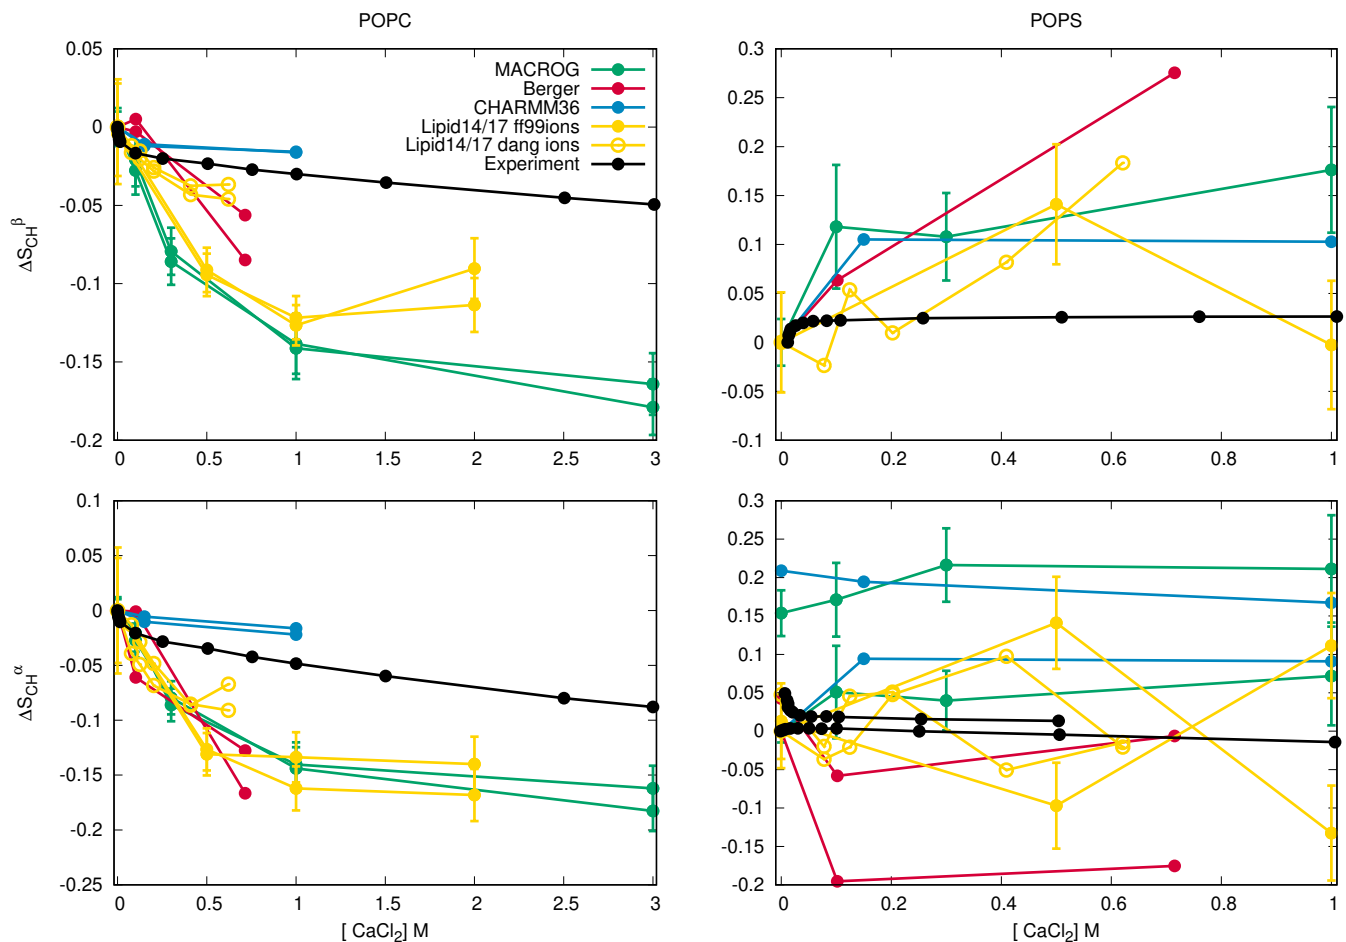 POPC
POPS
0.05
0
-0.05
-0.1
-0.15
-0.2
ΔS_CH^β
MACROG
Berger
CHARMM36
Lipid14/17 ff99ions
Lipid14/17 dang ions
Experiment
0 0.5 1 1.5 2 2.5 3
0.3
0.25
0.2
0.15
0.1
0.05
0
-0.05
-0.1
0 0.2 0.4 0.6 0.8 1
0.1
0.05
0
-0.05
-0.1
-0.15
-0.2
-0.25
ΔS_CH^α
0 0.5 1 1.5 2 2.5 3
[ CaCl₂] M
0.3
0.25
0.2
0.15
0.1
0.05
0
-0.05
-0.1
-0.15
-0.2
0 0.2 0.4 0.6 0.8 1
[ CaCl₂] M